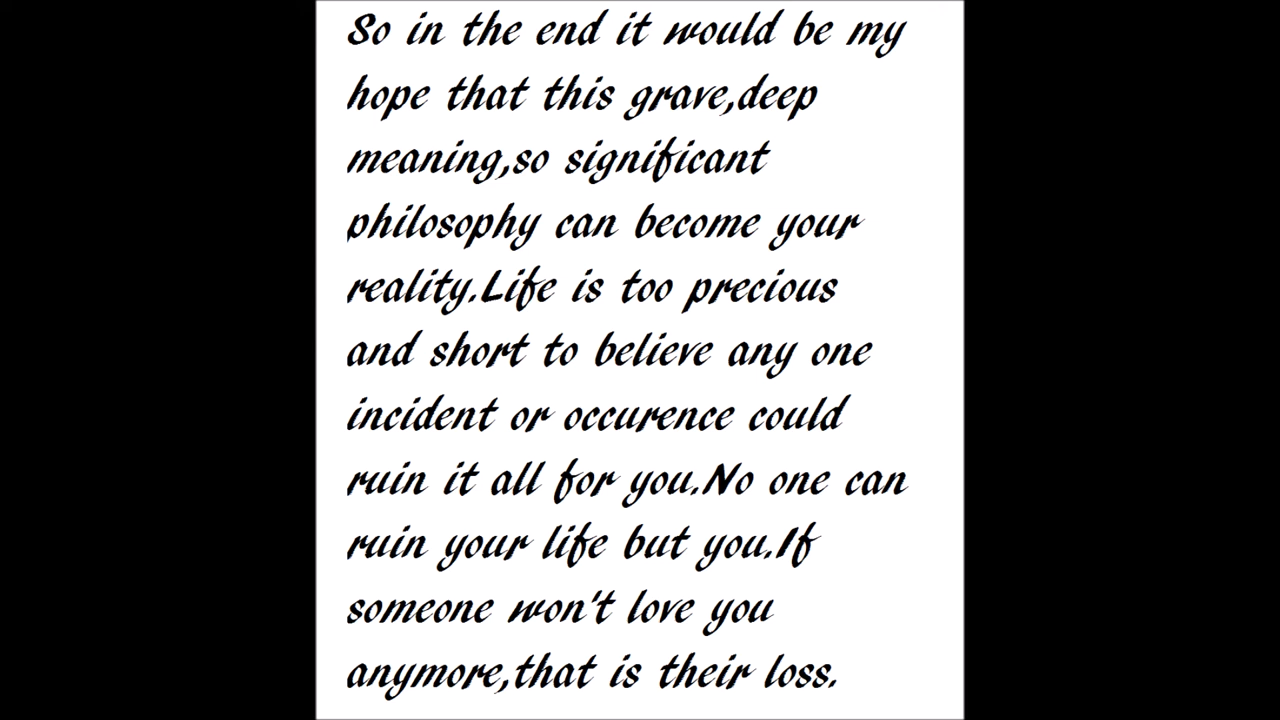 So in the end it would be my
hope that this grave,deep
meaning,so significant
philosophy can become your
reality.Life is too precious
and short to believe any one
incident or occurence could
ruin it all for you.No one can
ruin your life but you.If
someone won't love you
anymore,that is their loss.